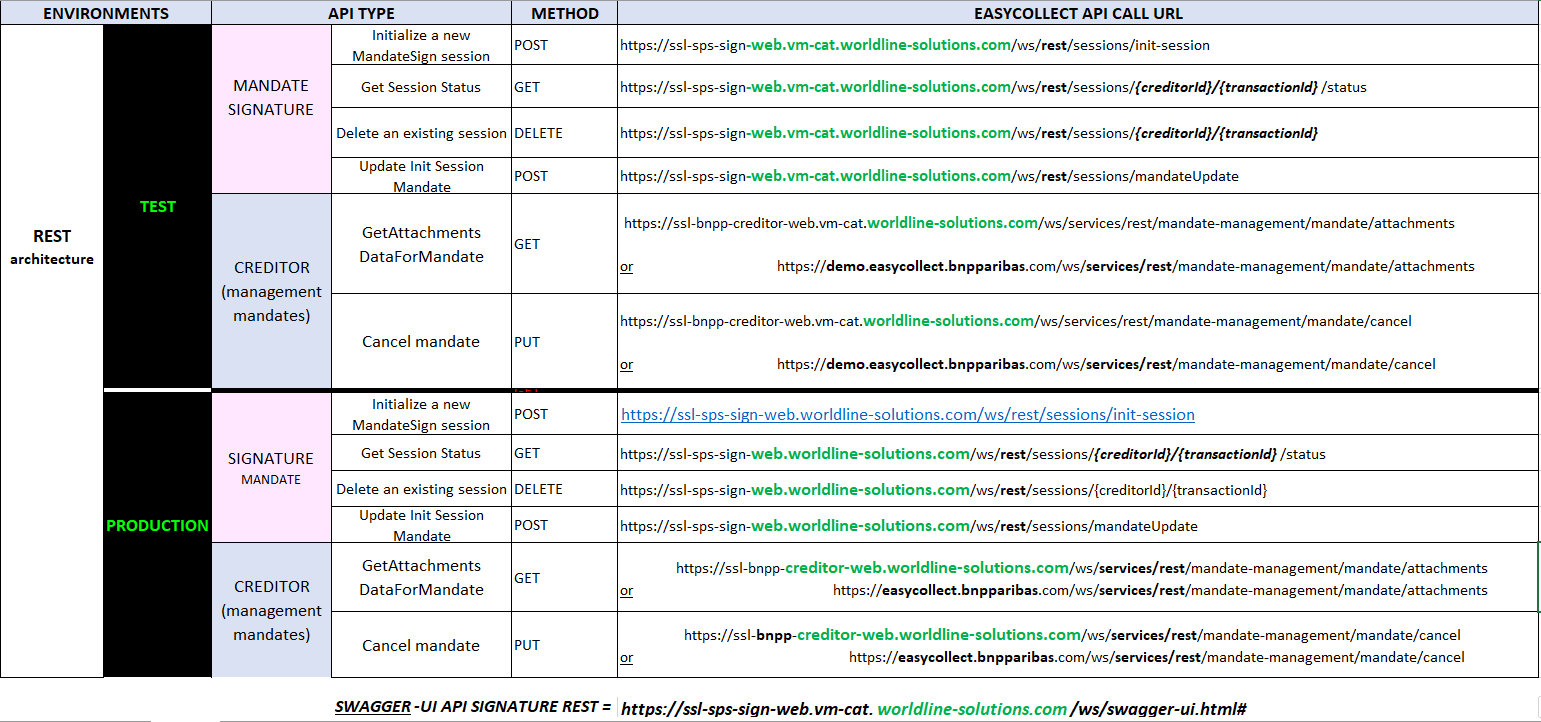 ENVIRONMENTS API TYPE METHOD EASYCOLLECT API CALL URL
REST
architecture
TEST
MANDATE
SIGNATURE
Initialize a new
MandateSign session
POST
https://ssl-sps-sign-web.vm-cat.worldline-solutions.com/ws/rest/sessions/init-session
Get Session Status
GET
https://ssl-sps-sign-web.vm-cat.worldline-solutions.com/ws/rest/sessions/{creditorId}/{transactionId} /status
Delete an existing session
DELETE
https://ssl-sps-sign-web.vm-cat.worldline-solutions.com/ws/rest/sessions/{creditorId}/{transactionId}
Update Init Session
Mandate
POST
https://ssl-sps-sign-web.vm-cat.worldline-solutions.com/ws/rest/sessions/mandateUpdate
CREDITOR
(management
mandates)
GetAttachments
DataForMandate
GET
https://ssl-bnpp-creditor-web.vm-cat.worldline-solutions.com/ws/services/rest/mandate-management/mandate/attachments
or https://demo.easycollect.bnpparibas.com/ws/services/rest/mandate-management/mandate/attachments
Cancel mandate
PUT
https://ssl-bnpp-creditor-web.vm-cat.worldline-solutions.com/ws/services/rest/mandate-management/mandate/cancel
or https://demo.easycollect.bnpparibas.com/ws/services/rest/mandate-management/mandate/cancel
PRODUCTION
SIGNATURE
MANDATE
Initialize a new
MandateSign session
POST
https://ssl-sps-sign-web.worldline-solutions.com/ws/rest/sessions/init-session
Get Session Status
GET
https://ssl-sps-sign-web.worldline-solutions.com/ws/rest/sessions/{creditorId}/{transactionId} /status
Delete an existing session
DELETE
https://ssl-sps-sign-web.worldline-solutions.com/ws/rest/sessions/{creditorId}/{transactionId}
Update Init Session
Mandate
POST
https://ssl-sps-sign-web.worldline-solutions.com/ws/rest/sessions/mandateUpdate
CREDITOR
(management
mandates)
GetAttachments
DataForMandate
GET
https://ssl-bnpp-creditor-web.worldline-solutions.com/ws/services/rest/mandate-management/mandate/attachments
or https://easycollect.bnpparibas.com/ws/services/rest/mandate-management/mandate/attachments
Cancel mandate
PUT
https://ssl-bnpp-creditor-web.worldline-solutions.com/ws/services/rest/mandate-management/mandate/cancel
or https://easycollect.bnpparibas.com/ws/services/rest/mandate-management/mandate/cancel
SWAGGER -UI API SIGNATURE REST = https://ssl-sps-sign-web.vm-cat. worldline-solutions.com /ws/swagger-ui.html#